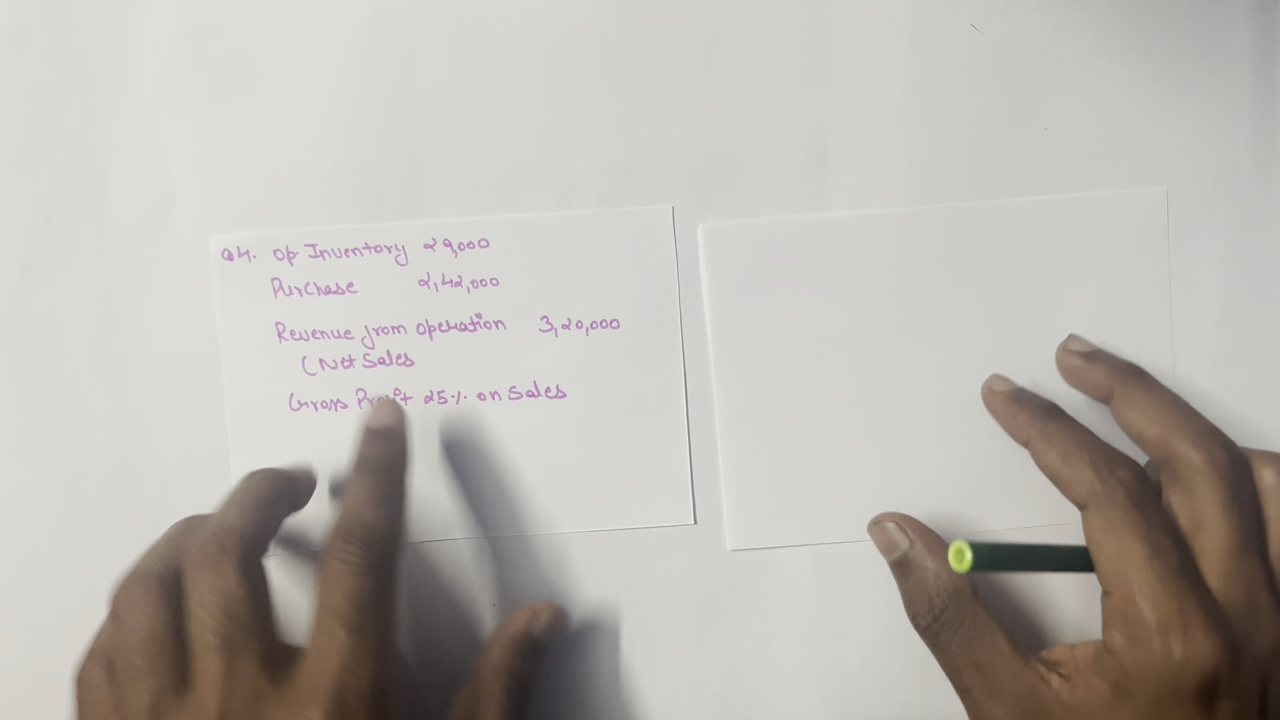 Q4. Op Inventory 29,000
Purchase 2,42,000
Revenue from operation 3,20,000
(Net Sales
Gross Profit 25% on Sales